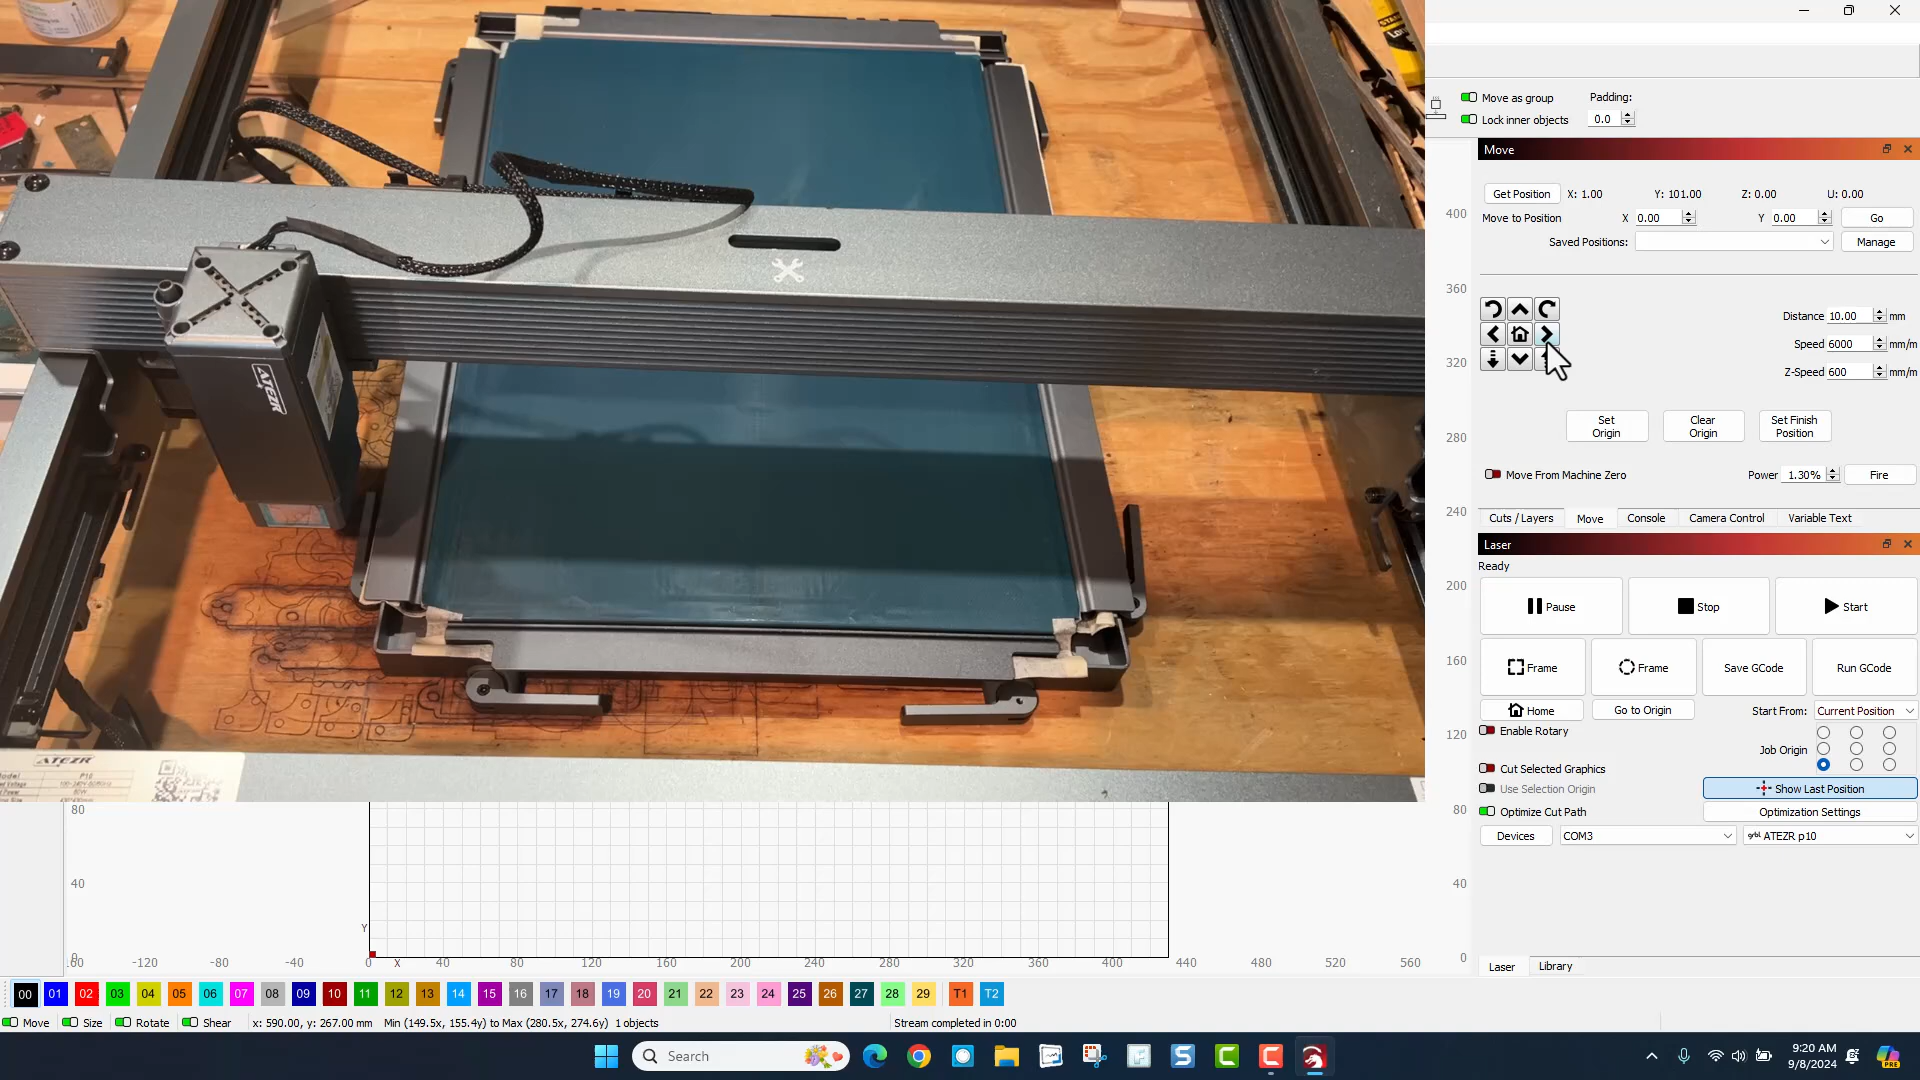 Move as group
Padding:
Lock inner objects
0.0
Move
Get Position X: 1.00 Y: 101.00 Z: 0.00 U: 0.00
Move to Position X 0.00 Y 0.00 Go
Saved Positions: Manage
Distance 10.00 mm
Speed 6000 mm/m
Z-Speed 600 mm/m
Set Origin
Clear Origin
Set Finish Position
Move From Machine Zero
Power 1.30% Fire
Cuts / Layers Move Console Camera Control Variable Text
Laser
Ready
Pause Stop Start
Frame Frame Save GCode Run GCode
Home Go to Origin Start From: Current Position
Enable Rotary
Job Origin
Cut Selected Graphics
Use Selection Origin
Show Last Position
Optimize Cut Path
Optimization Settings
Devices COM3 grbl ATEZR p10
Laser Library
400
360
320
280
240
200
160
120
80
40
0
ATEZR
ATEZR
P10
80
40
Y
0
-120 -80 -40 0 X 40 80 120 160 200 240 280 320 360 400 440 480 520 560
00 01 02 03 04 05 06 07 08 09 10 11 12 13 14 15 16 17 18 19 20 21 22 23 24 25 26 27 28 29 T1 T2
Move Size Rotate Shear x: 590.00, y: 267.00 mm Min (149.5x, 155.4y) to Max (280.5x, 274.6y) 1 objects Stream completed in 0:00
Search
9:20 AM
9/8/2024
PRE